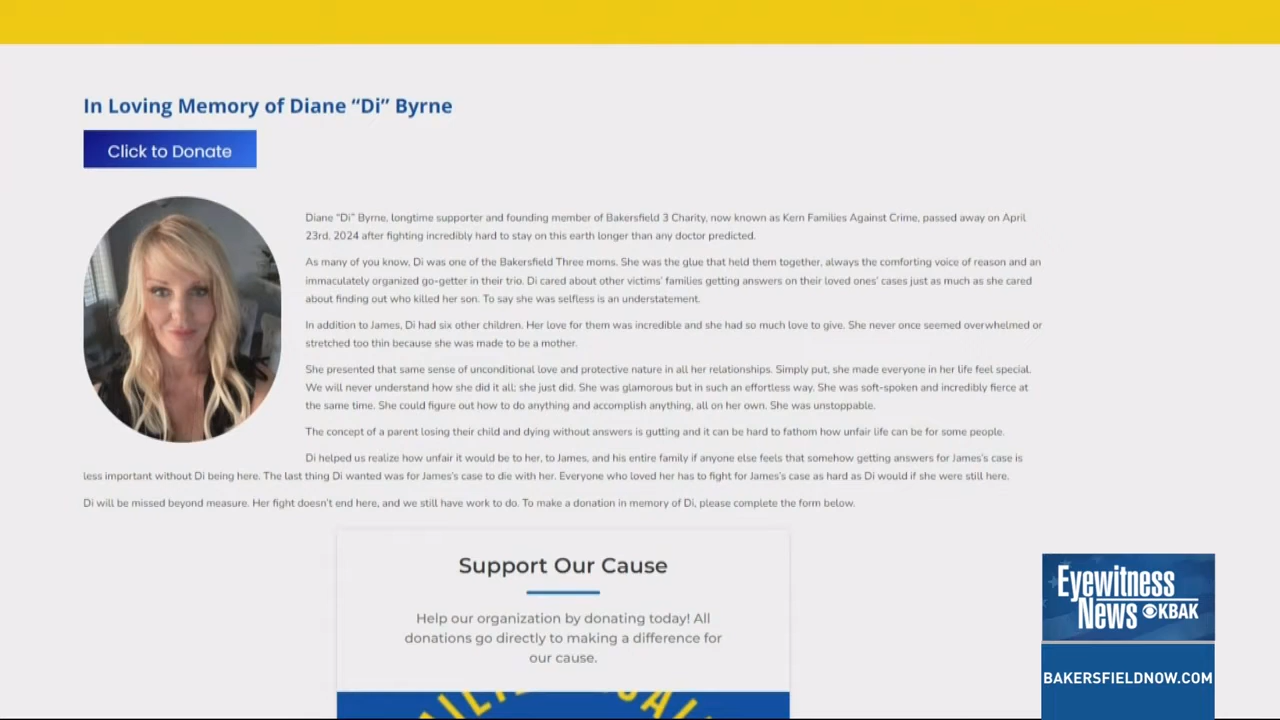 In Loving Memory of Diane “Di” Byrne
Click to Donate
Diane “Di” Byrne, longtime supporter and founding member of Bakersfield 3 Charity, now known as Kern Families Against Crime, passed away on April
23rd, 2024 after fighting incredibly hard to stay on this earth longer than any doctor predicted.
As many of you know, Di was one of the Bakersfield Three moms. She was the glue that held them together, always the comforting voice of reason and an
immaculately organized go-getter in their trio. Di cared about other victims’ families getting answers on their loved ones’ cases just as much as she cared
about finding out who killed her son. To say she was selfless is an understatement.
In addition to James, Di had six other children. Her love for them was incredible and she had so much love to give. She never once seemed overwhelmed or
stretched too thin because she was made to be a mother.
She presented that same sense of unconditional love and protective nature in all her relationships. Simply put, she made everyone in her life feel special.
We will never understand how she did it all; she just did. She was glamorous but in such an effortless way. She was soft-spoken and incredibly fierce at
the same time. She could figure out how to do anything and accomplish anything, all on her own. She was unstoppable.
The concept of a parent losing their child and dying without answers is gutting and it can be hard to fathom how unfair life can be for some people.
Di helped us realize how unfair it would be to her, to James, and his entire family if anyone else feels that somehow getting answers for James’s case is
less important without Di being here. The last thing Di wanted was for James’s case to die with her. Everyone who loved her has to fight for James’s case as hard as Di would if she were still here.
Di will be missed beyond measure. Her fight doesn’t end here, and we still have work to do. To make a donation in memory of Di, please complete the form below.
Support Our Cause
Help our organization by donating today! All
donations go directly to making a difference for
our cause.
Eyewitness
News KBAK
BAKERSFIELDNOW.COM